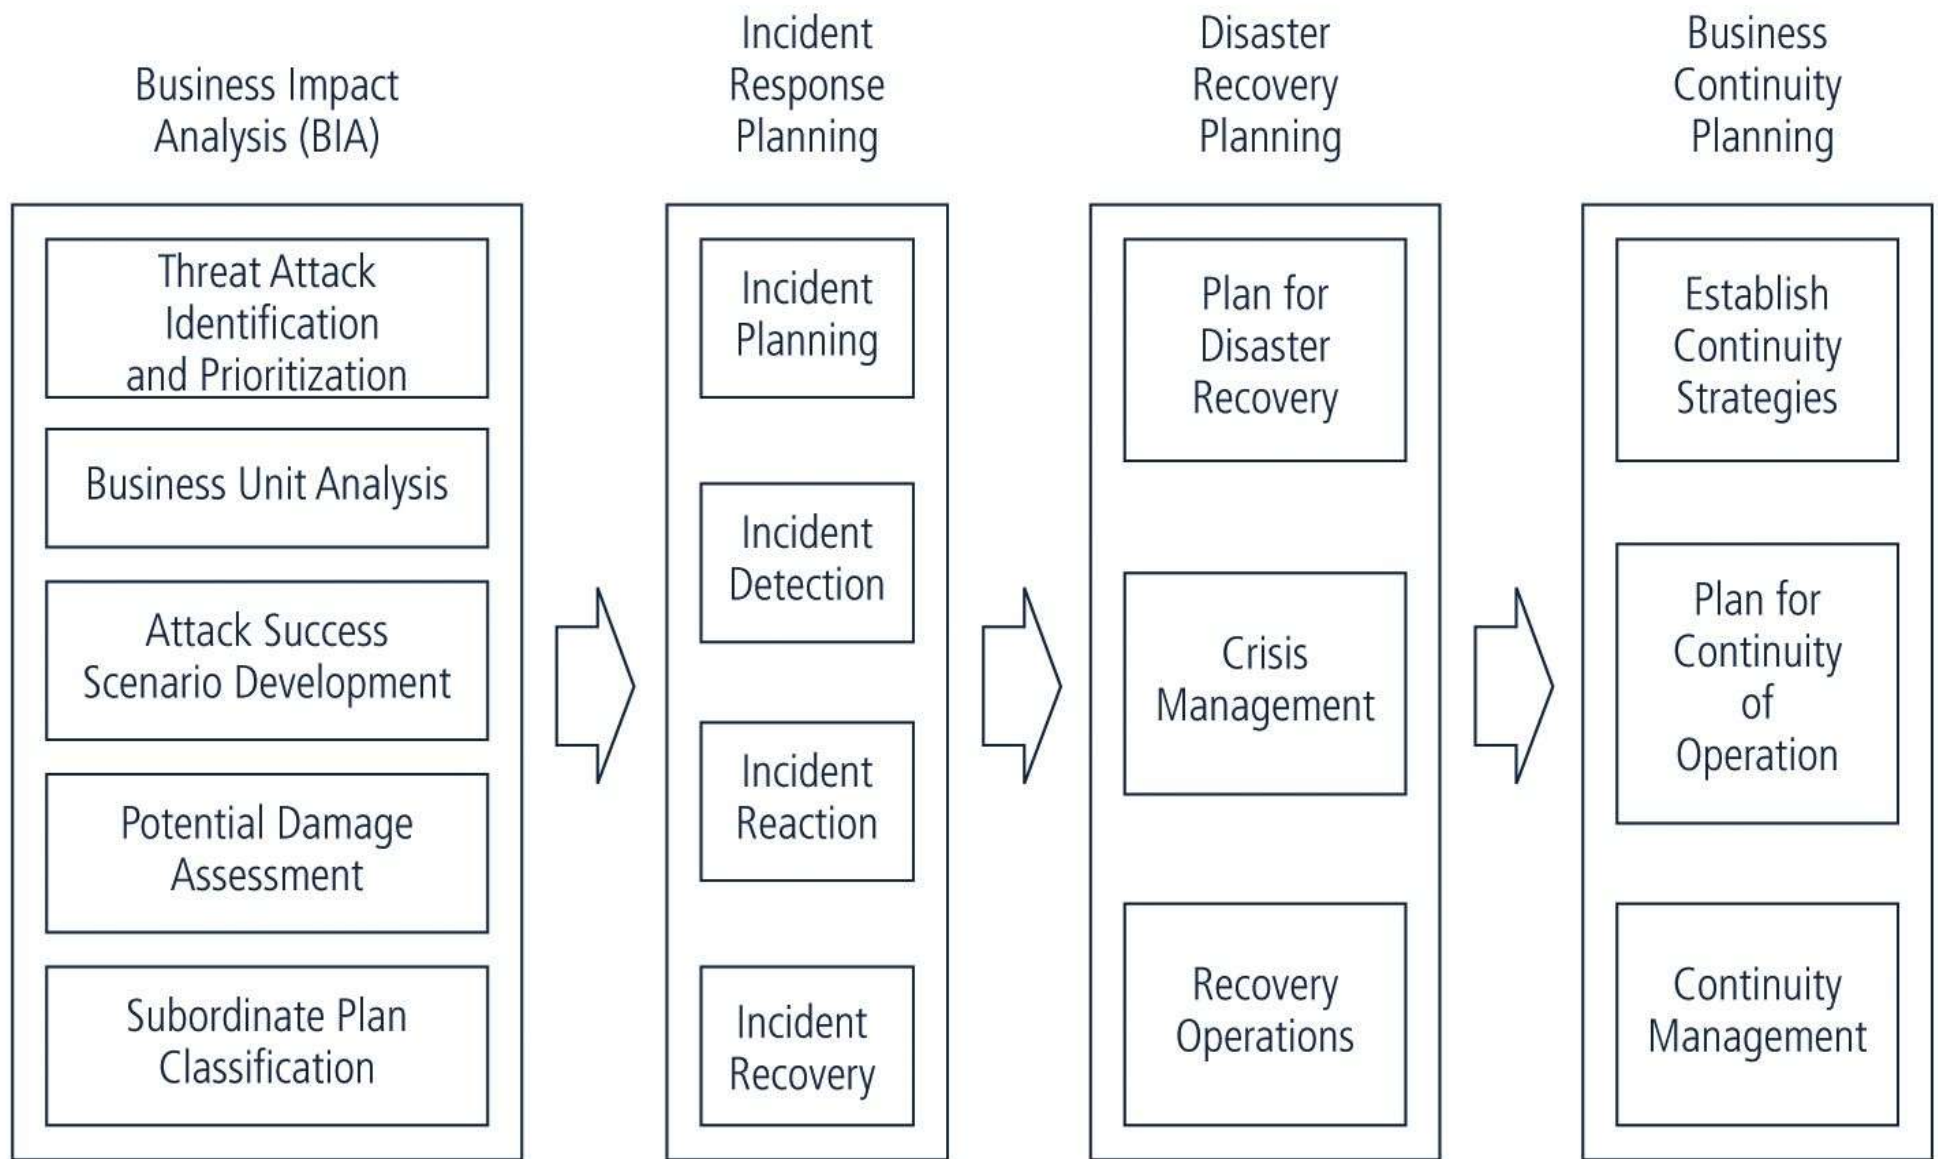 Business Impact
Analysis (BIA)
Incident
Response
Planning
Disaster
Recovery
Planning
Business
Continuity
Planning
Threat Attack
Identification
and Prioritization
Business Unit Analysis
Attack Success
Scenario Development
Potential Damage
Assessment
Subordinate Plan
Classification
Incident
Planning
Incident
Detection
Incident
Reaction
Incident
Recovery
Plan for
Disaster
Recovery
Crisis
Management
Recovery
Operations
Establish
Continuity
Strategies
Plan for
Continuity
of
Operation
Continuity
Management